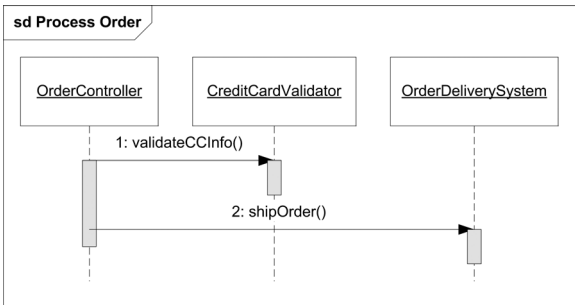 sd Process Order
OrderController
CreditCardValidator
OrderDeliverySystem
1: validateCCInfo()
2: shipOrder()